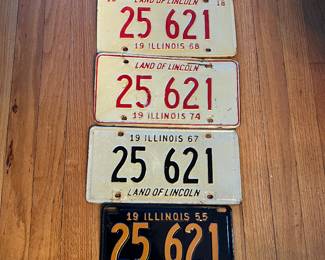 LAND OF LINCOLN
18
25 621
19 ILLINOIS 68
LAND OF LINCOLN
25 621
19 ILLINOIS 74
19 ILLINOIS 67
25 621
LAND OF LINCOLN
19 ILLINOIS 55
25 621